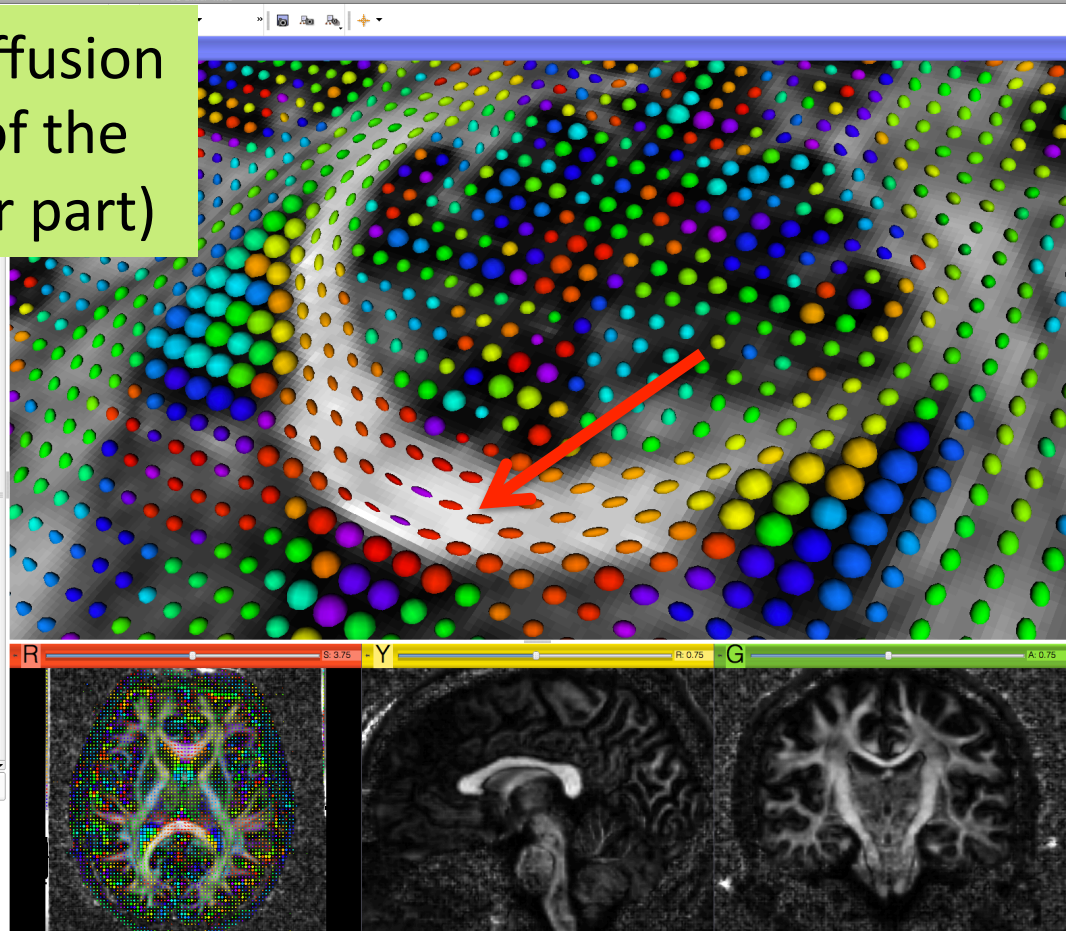 ffusion
of the
r part)
»
R
S: 3.75
Y
R: 0.75
G
A: 0.75